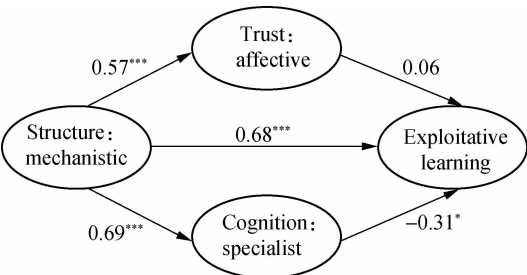 Trust:
affective
0.57***
0.06
Structure:
mechanistic
0.68***
Exploitative
learning
0.69***
Cognition:
specialist
−0.31*